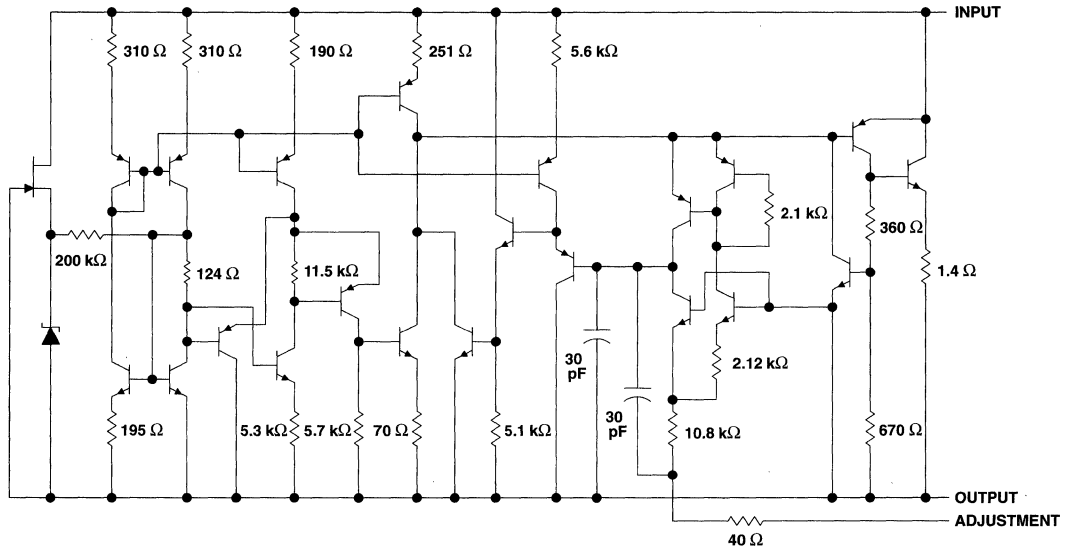 INPUT
310 Ω
310 Ω
190 Ω
251 Ω
5.6 kΩ
2.1 kΩ
360 Ω
200 kΩ
124 Ω
11.5 kΩ
1.4 Ω
30
pF
2.12 kΩ
30
pF
195 Ω
5.3 kΩ
5.7 kΩ
70 Ω
5.1 kΩ
10.8 kΩ
670 Ω
OUTPUT
ADJUSTMENT
40 Ω